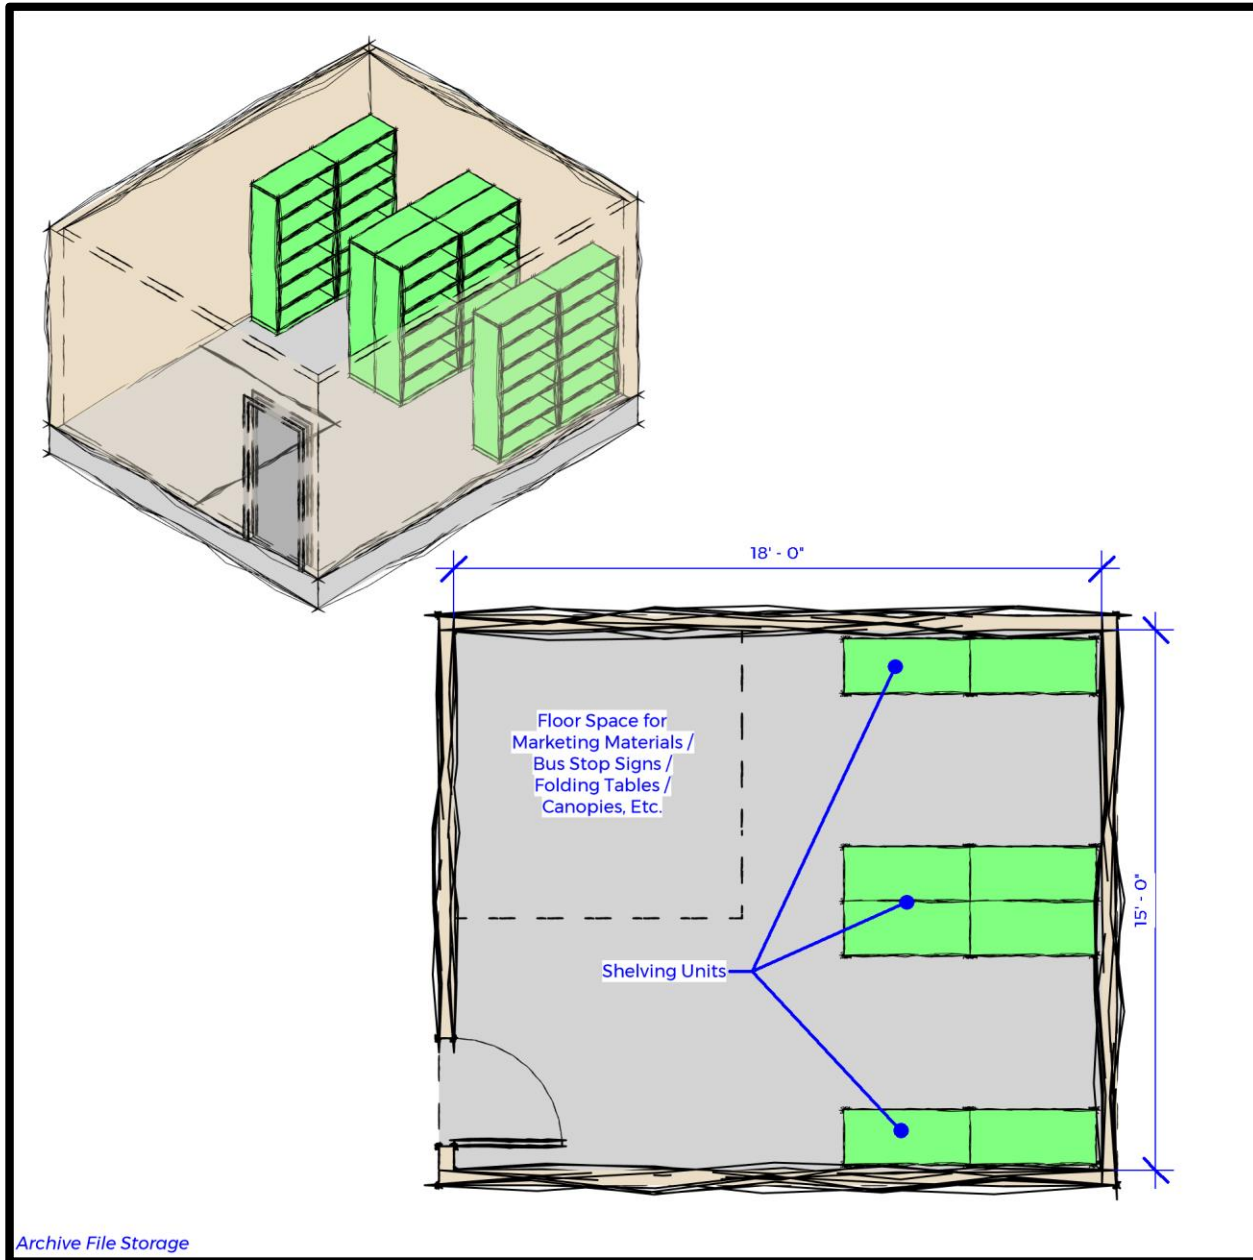 18' - 0"
Floor Space for
Marketing Materials /
Bus Stop Signs /
Folding Tables /
Canopies, Etc.
15' - 0"
Shelving Units
Archive File Storage